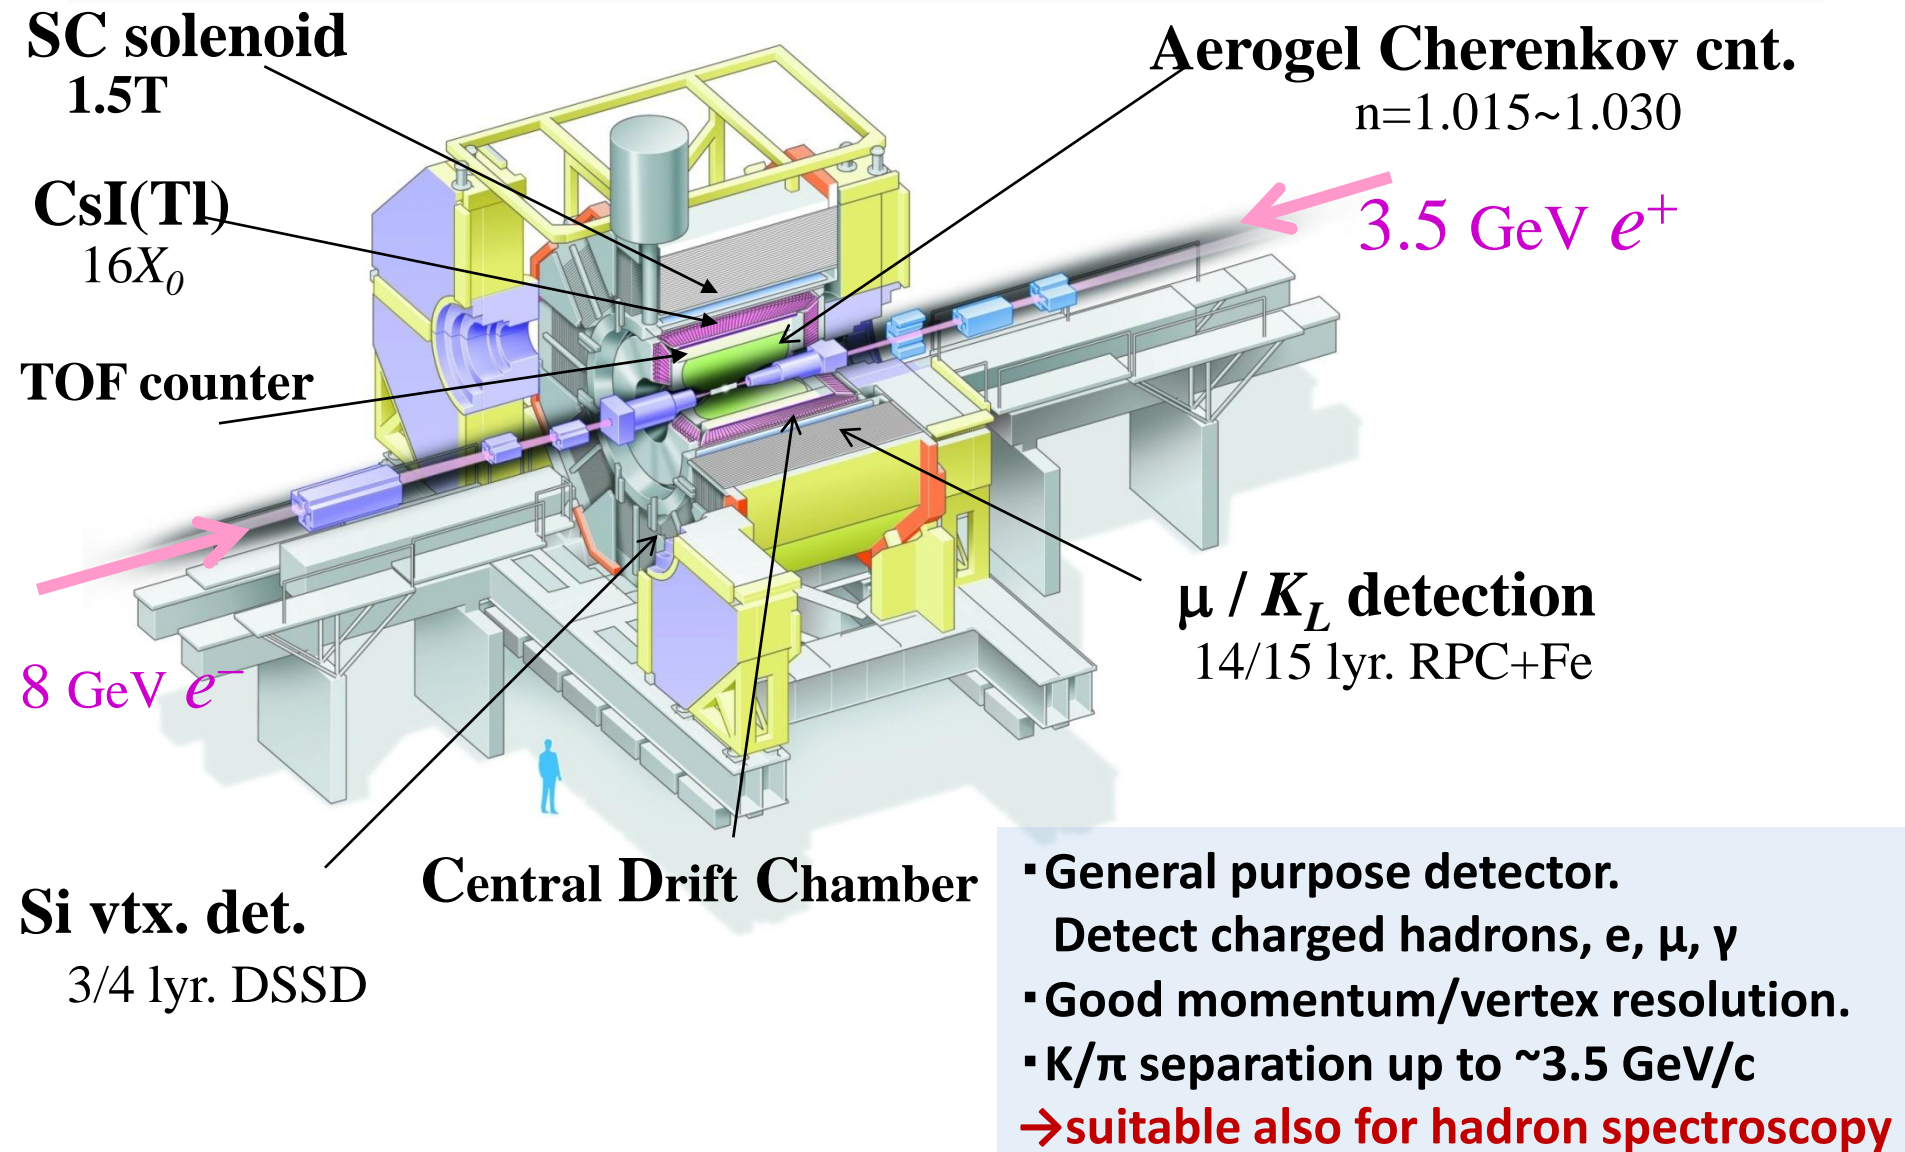 SC solenoid
1.5T
Aerogel Cherenkov cnt.
n=1.015~1.030
CsI(Tl)
16X0
3.5 GeV e+
TOF counter
μ / KL detection
14/15 lyr. RPC+Fe
8 GeV e−
Central Drift Chamber
Si vtx. det.
3/4 lyr. DSSD
・General purpose detector.
Detect charged hadrons, e, μ, γ
・Good momentum/vertex resolution.
・K/π separation up to ~3.5 GeV/c
→suitable also for hadron spectroscopy